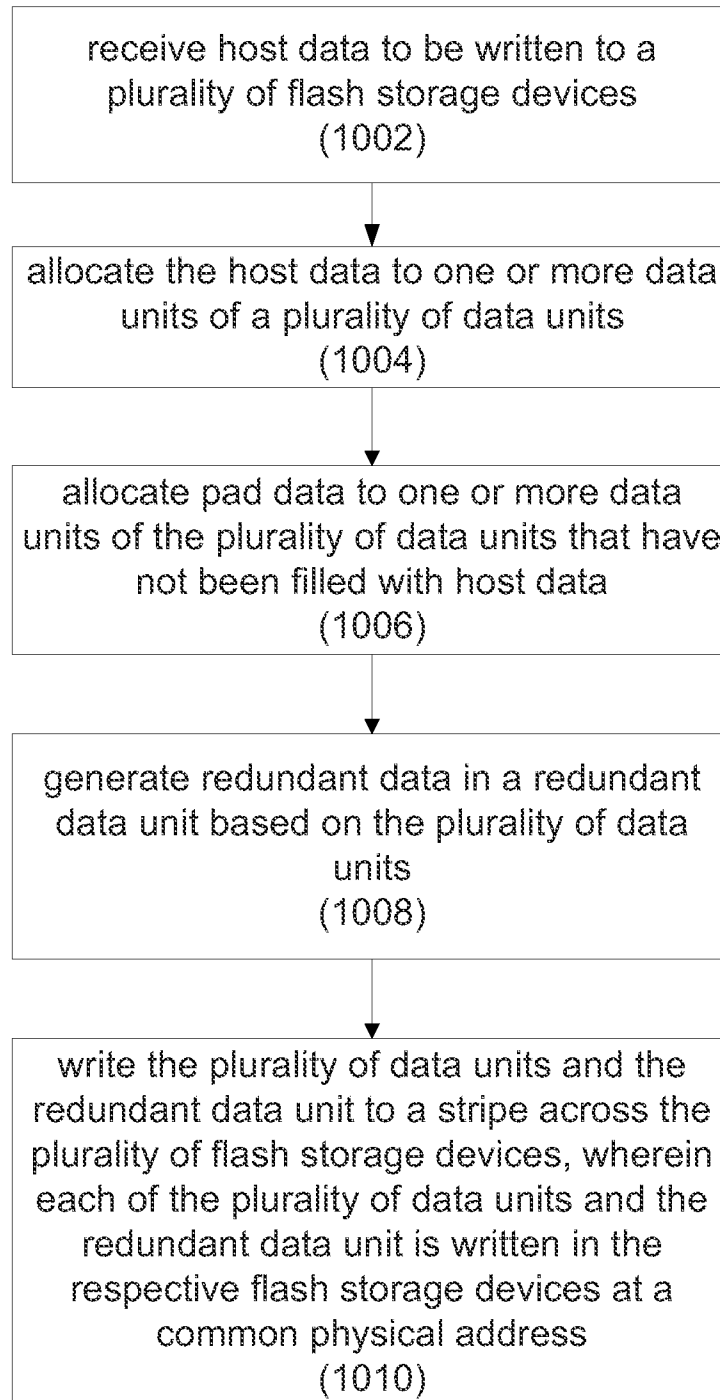 receive host data to be written to a
plurality of flash storage devices
(1002)
allocate the host data to one or more data
units of a plurality of data units
(1004)
allocate pad data to one or more data
units of the plurality of data units that have
not been filled with host data
(1006)
generate redundant data in a redundant
data unit based on the plurality of data
units
(1008)
write the plurality of data units and the
redundant data unit to a stripe across the
plurality of flash storage devices, wherein
each of the plurality of data units and the
redundant data unit is written in the
respective flash storage devices at a
common physical address
(1010)